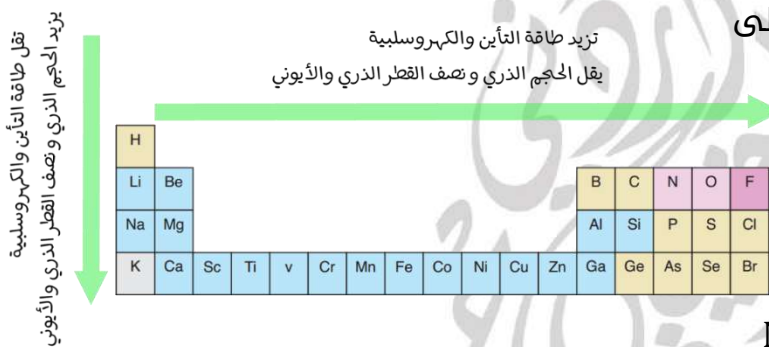 تزيد طاقة التأين والكهروسلبية
يقل الحجم الذري ونصف القطر الذري والأيوني
تقل طاقة التأين والكهروسلبية
يزيد الحجم الذري ونصف القطر الذري والأيوني
H
Li Be B C N O F
Na Mg Al Si P S Cl
K Ca Sc Ti v Cr Mn Fe Co Ni Cu Zn Ga Ge As Se Br